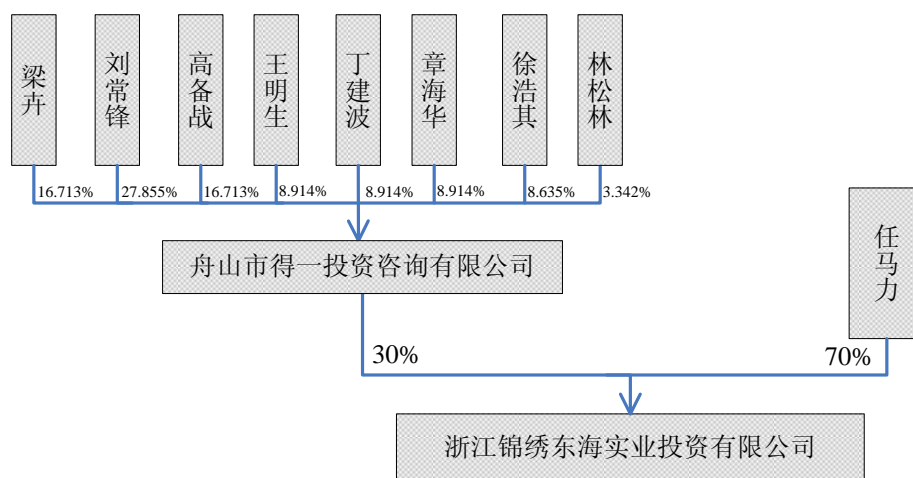 梁卉
刘常锋
高备战
王明生
丁建波
章海华
徐浩其
林松林
16.713%
27.855%
16.713%
8.914%
8.914%
8.914%
8.635%
3.342%
任马力
舟山市得一投资咨询有限公司
30%
70%
浙江锦绣东海实业投资有限公司